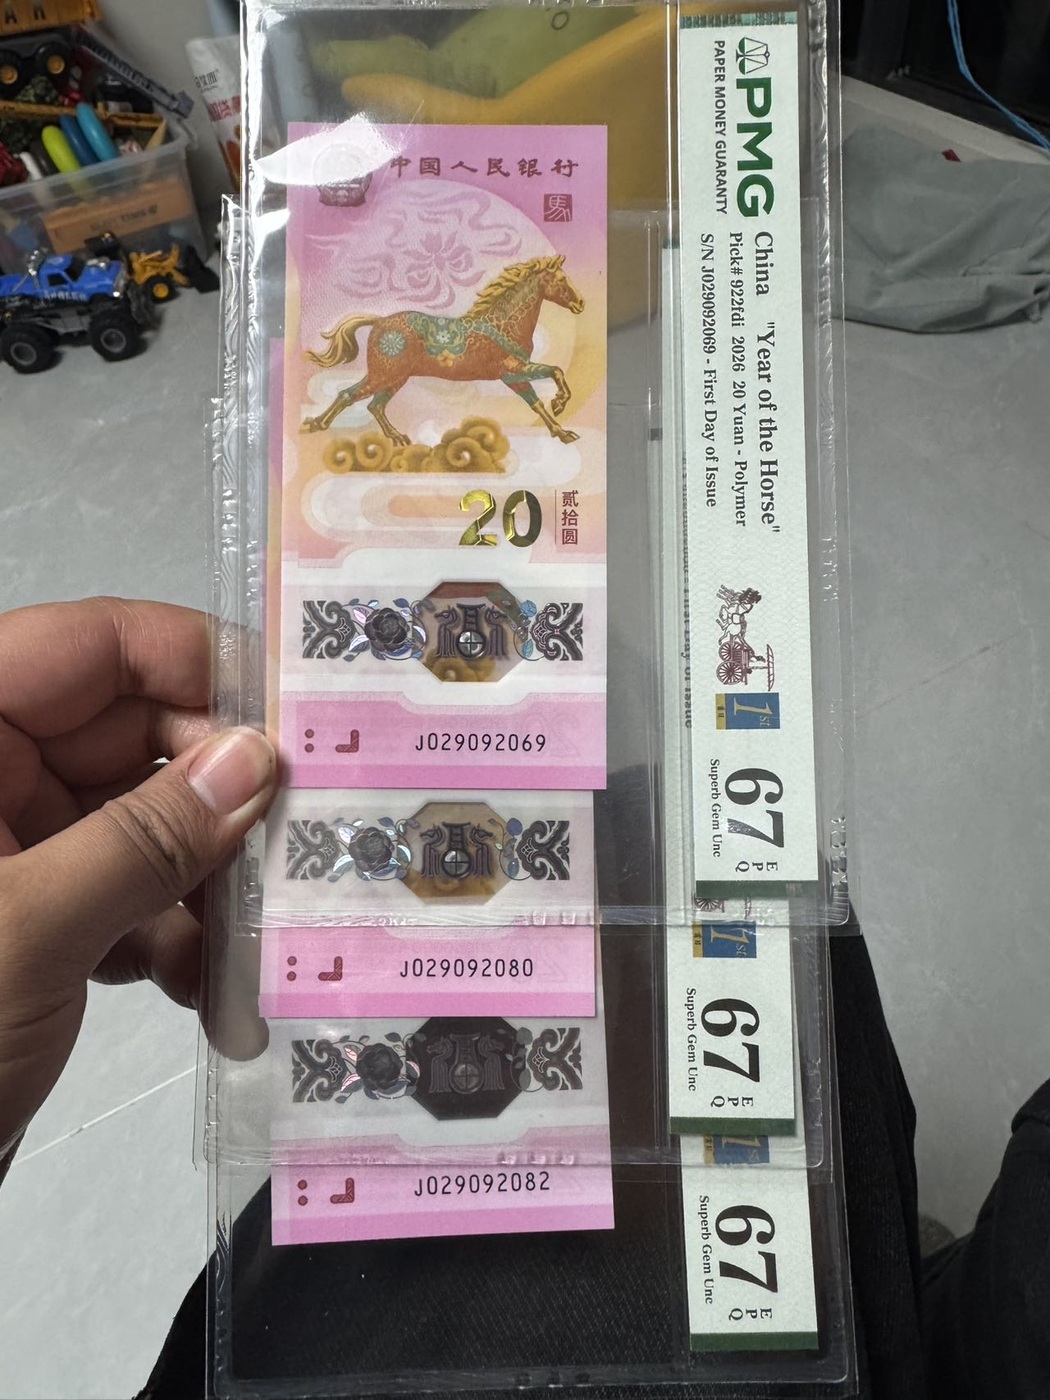 中国人民银行
馬
20
贰拾圆
J029092069
J029092080
J029092082
PMG
PAPER MONEY GUARANTY
China "Year of the Horse"
Pick# 922fdi 2026 20 Yuan - Polymer
S/N J029092069 - First Day of Issue
1st
67 EPQ
Superb Gem Unc
1st
67 EPQ
Superb Gem Unc
67 EPQ
Superb Gem Unc